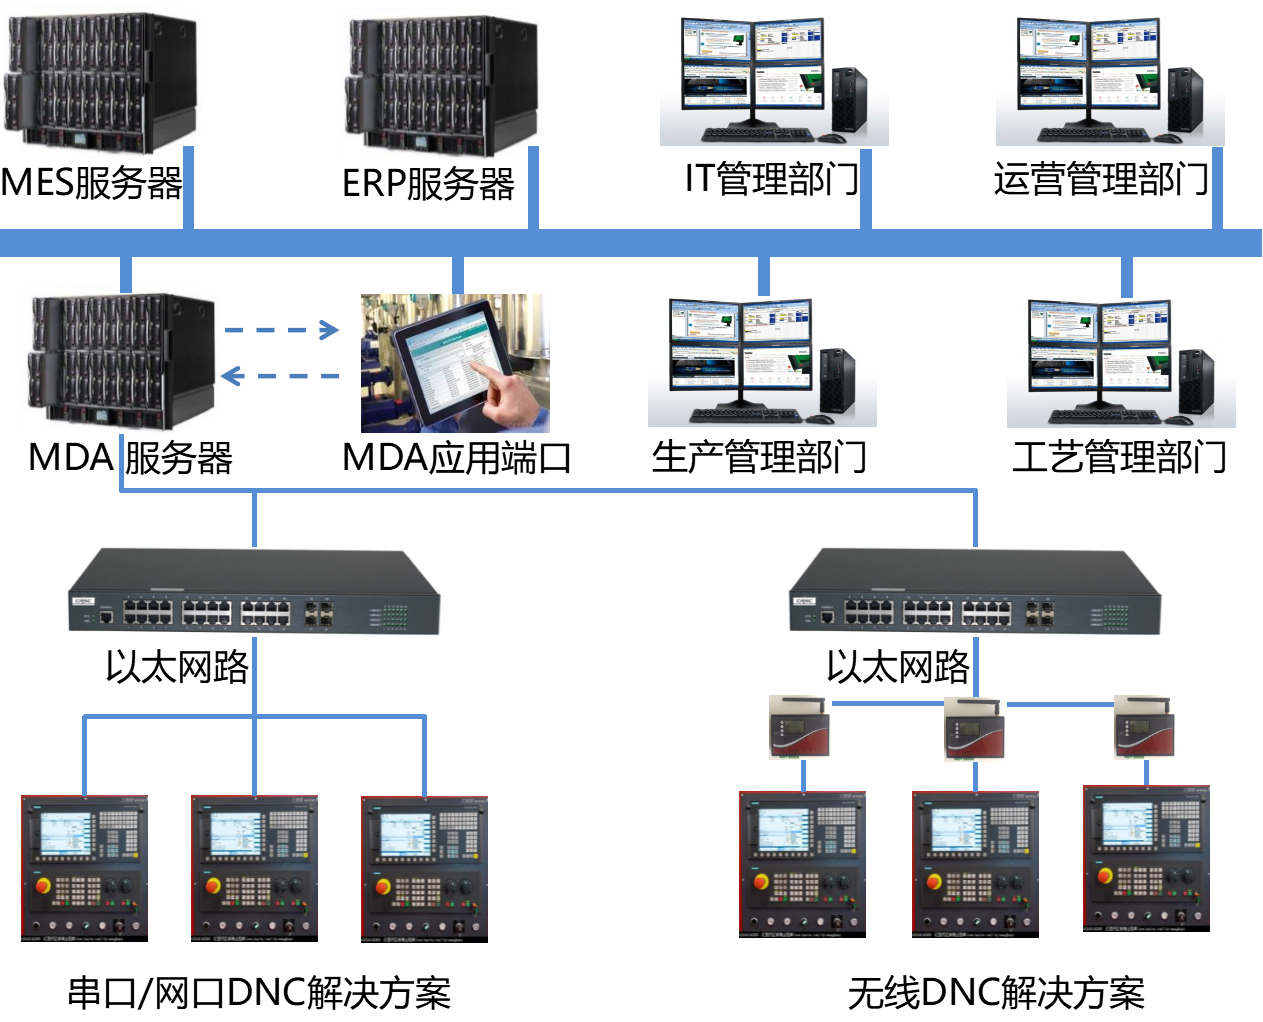 MES服务器
ERP服务器
IT管理部门
运营管理部门
MDA 服务器
MDA应用端口
生产管理部门
工艺管理部门
以太网路
以太网路
串口/网口DNC解决方案
无线DNC解决方案